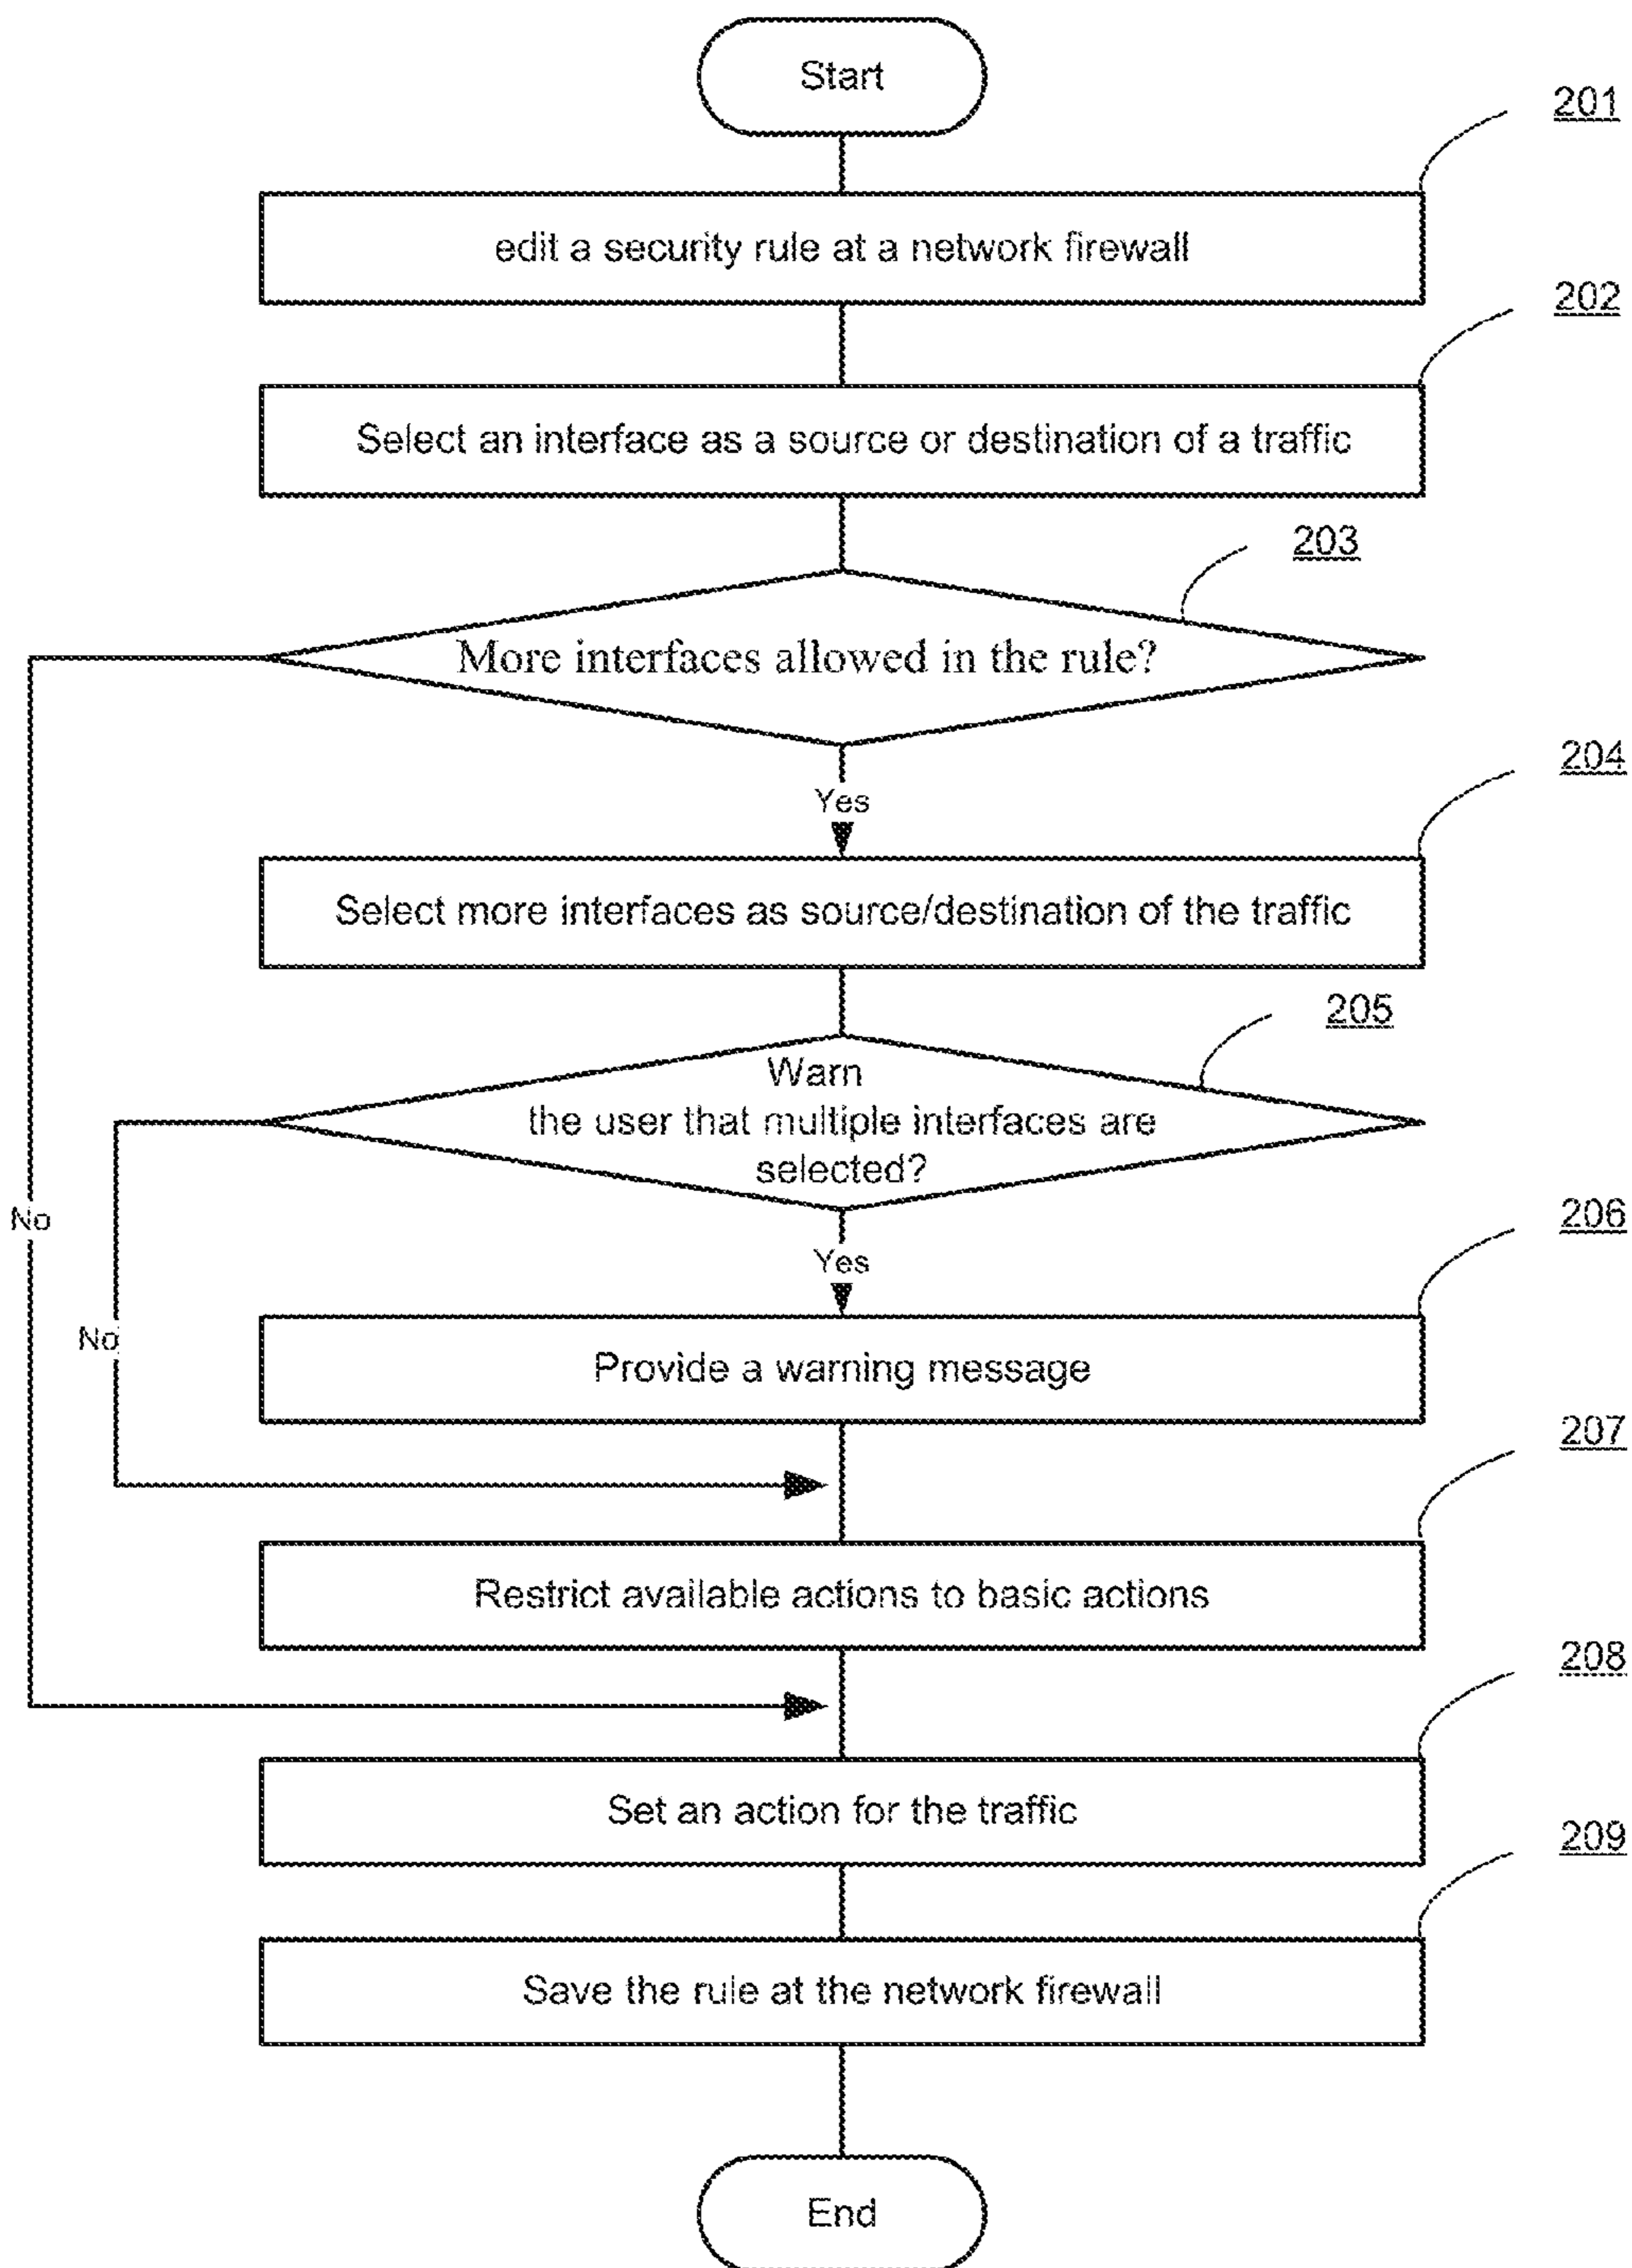 Start
201
edit a security rule at a network firewall
202
Select an interface as a source or destination of a traffic
203
More interfaces allowed in the rule?
Yes
204
Select more interfaces as source/destination of the traffic
205
Warn
the user that multiple interfaces are
selected?
No
Yes
206
No
Provide a warning message
207
Restrict available actions to basic actions
208
Set an action for the traffic
209
Save the rule at the network firewall
End